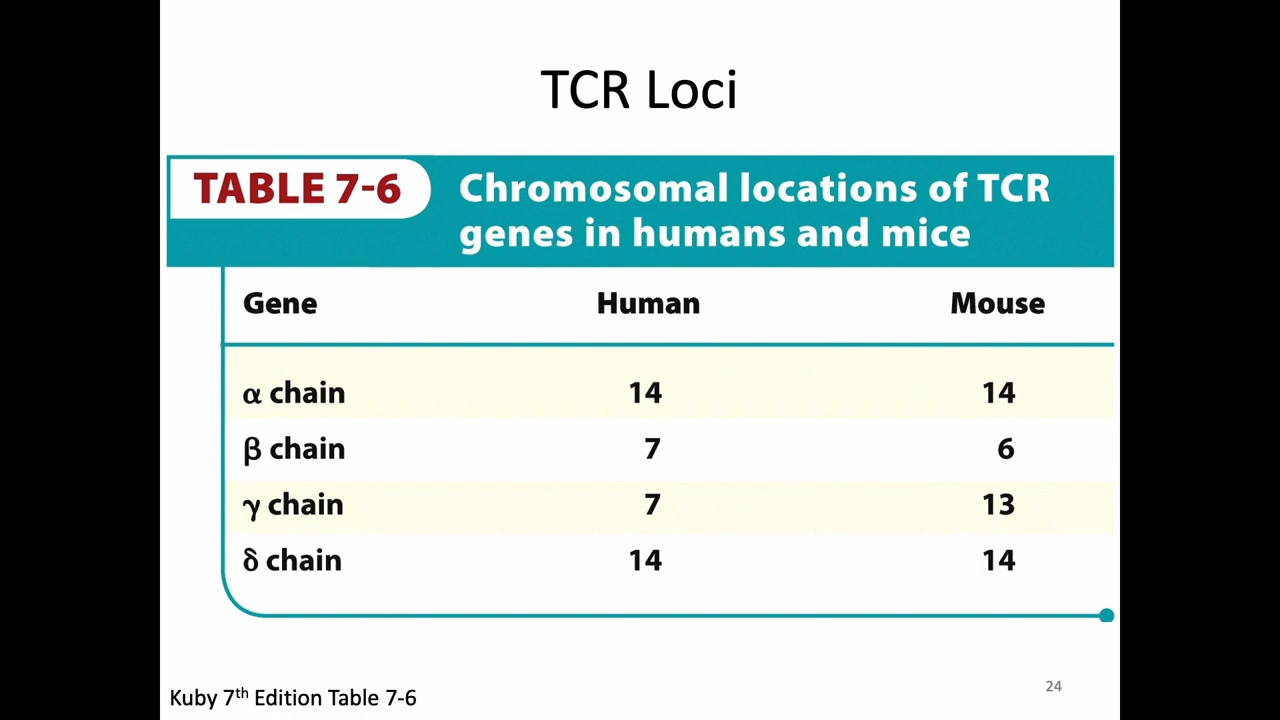 TCR Loci
TABLE 7-6
Chromosomal locations of TCR
genes in humans and mice
Gene Human Mouse
α chain 14 14
β chain 7 6
γ chain 7 13
δ chain 14 14
Kuby 7th Edition Table 7-6
24